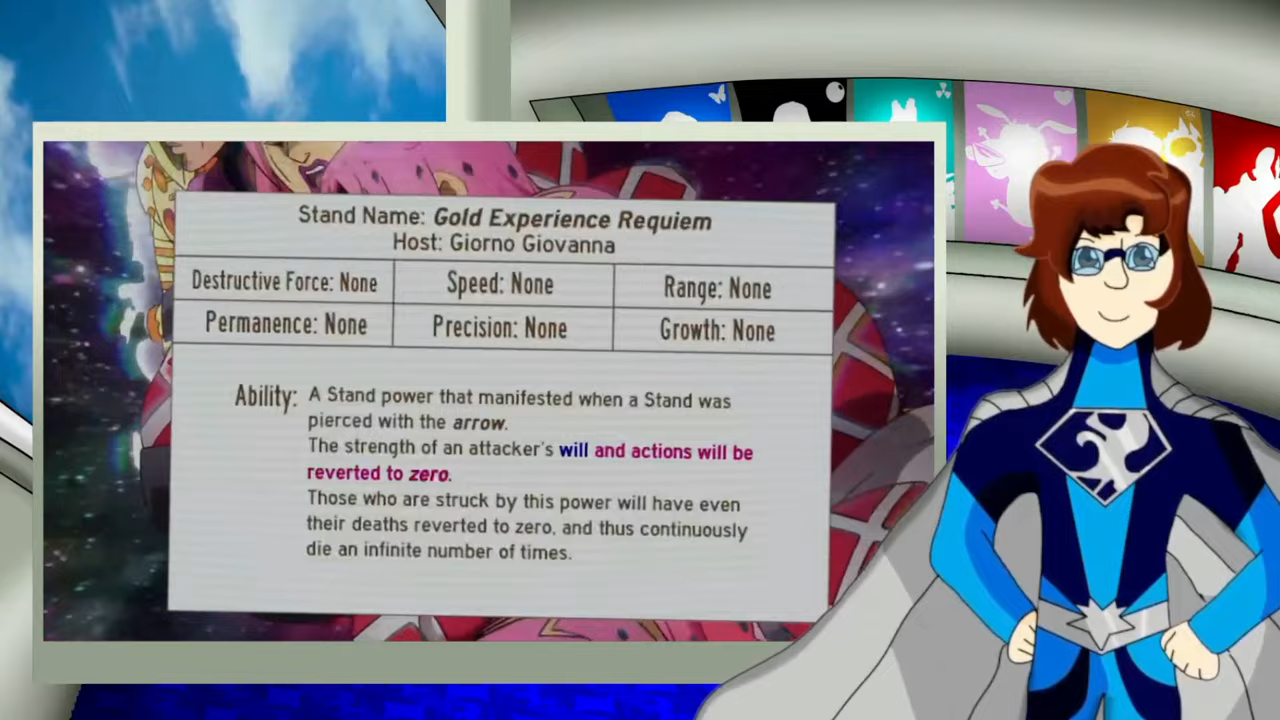 Stand Name: Gold Experience Requiem
Host: Giorno Giovanna
Destructive Force: None
Speed: None
Range: None
Permanence: None
Precision: None
Growth: None
Ability: A Stand power that manifested when a Stand was
pierced with the arrow.
The strength of an attacker's will and actions will be
reverted to zero.
Those who are struck by this power will have even
their deaths reverted to zero, and thus continuously
die an infinite number of times.